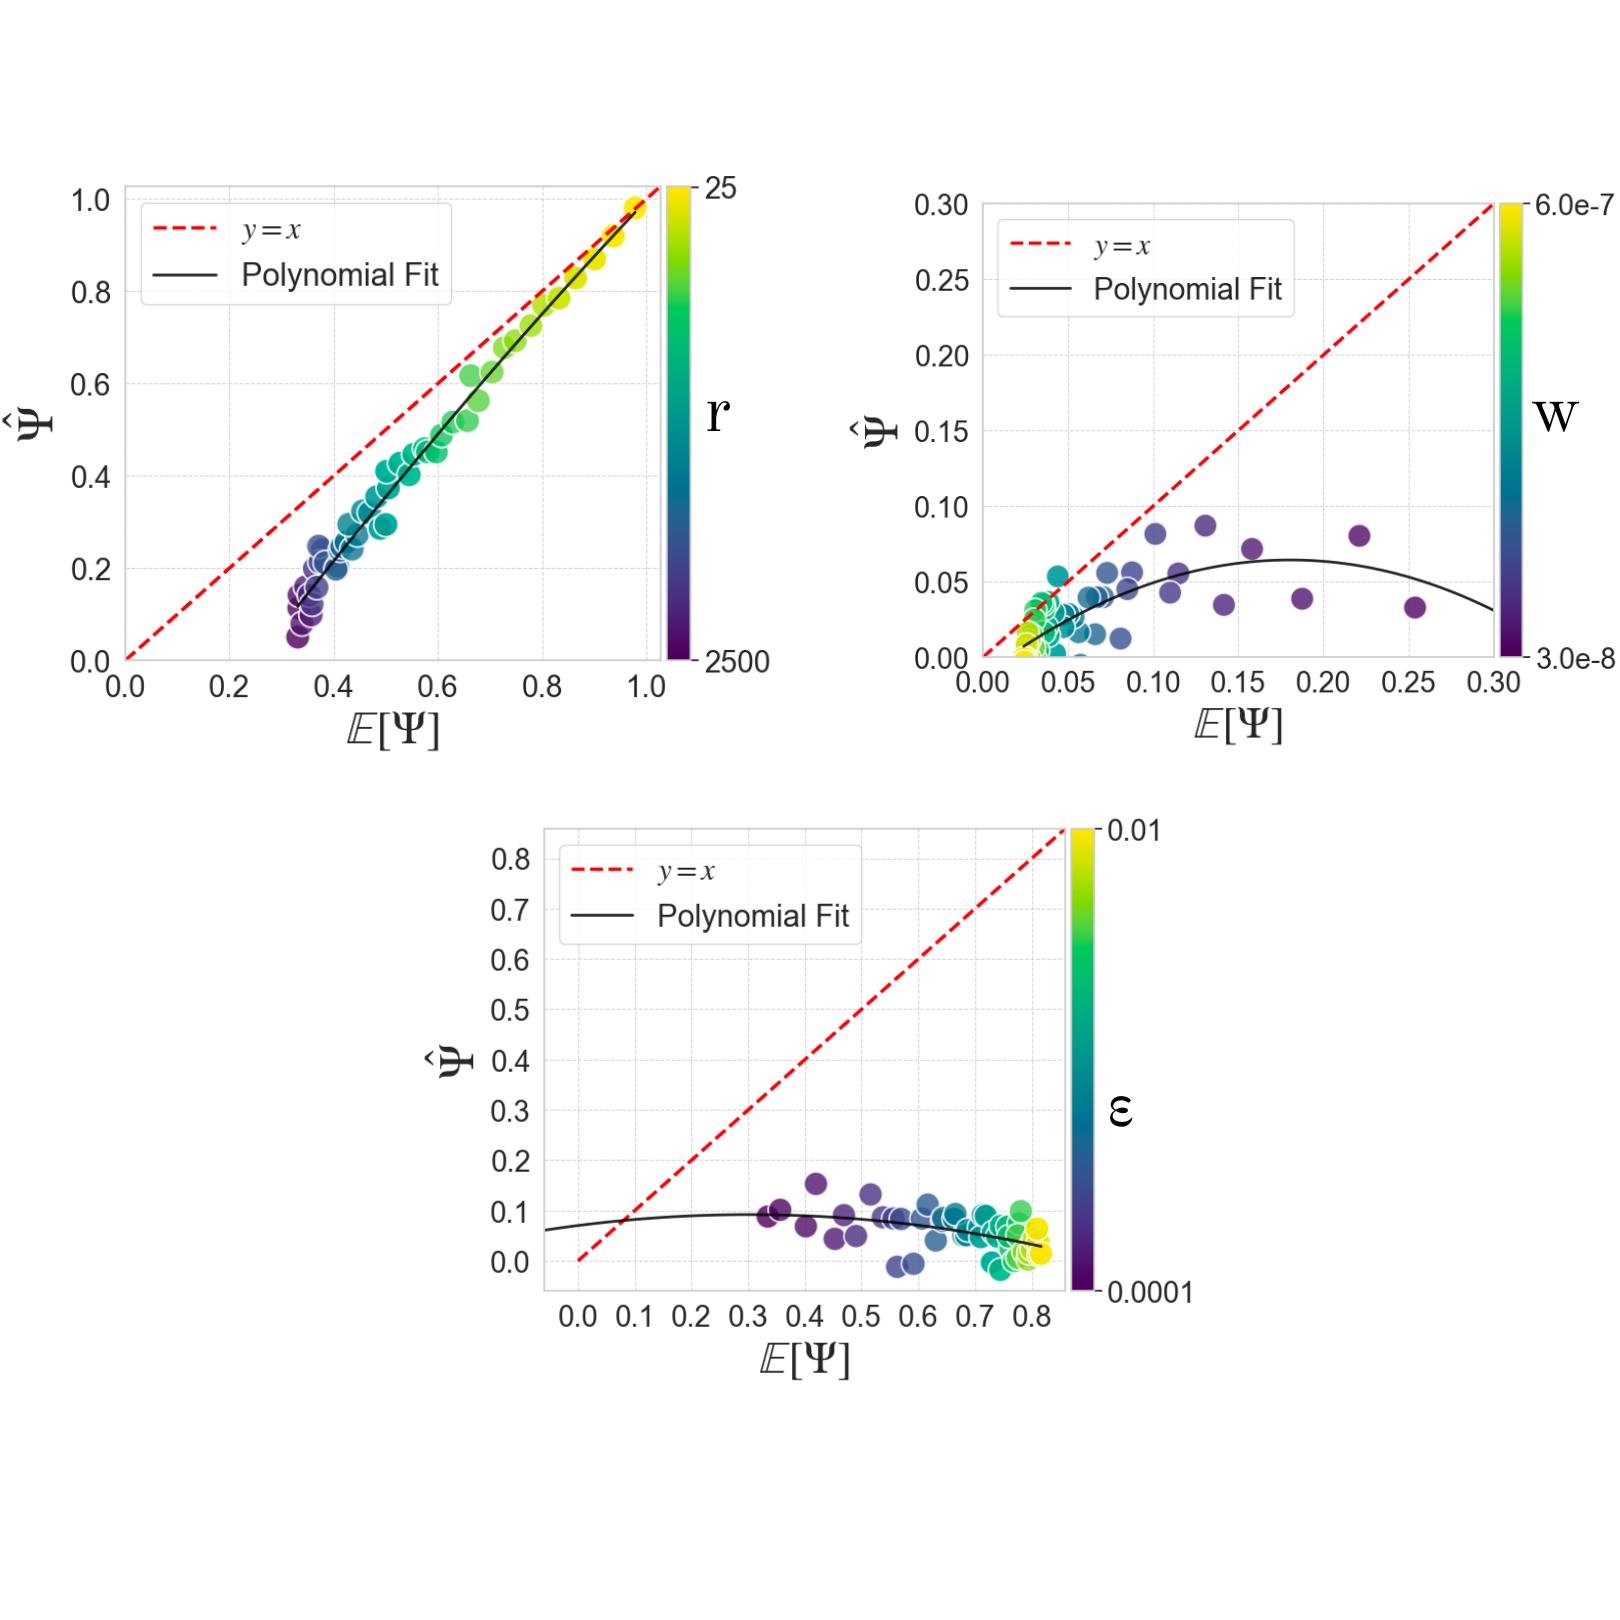 1.0
0.8
0.6
0.4
0.2
0.0
Ψ̂
y = x
Polynomial Fit
0.0 0.2 0.4 0.6 0.8 1.0
𝔼[Ψ]
25
r
2500
0.30
0.25
0.20
0.15
0.10
0.05
0.00
Ψ̂
y = x
Polynomial Fit
0.00 0.05 0.10 0.15 0.20 0.25 0.30
𝔼[Ψ]
6.0e-7
w
3.0e-8
0.8
0.7
0.6
0.5
0.4
0.3
0.2
0.1
0.0
Ψ̂
y = x
Polynomial Fit
0.0 0.1 0.2 0.3 0.4 0.5 0.6 0.7 0.8
𝔼[Ψ]
0.01
ε
0.0001